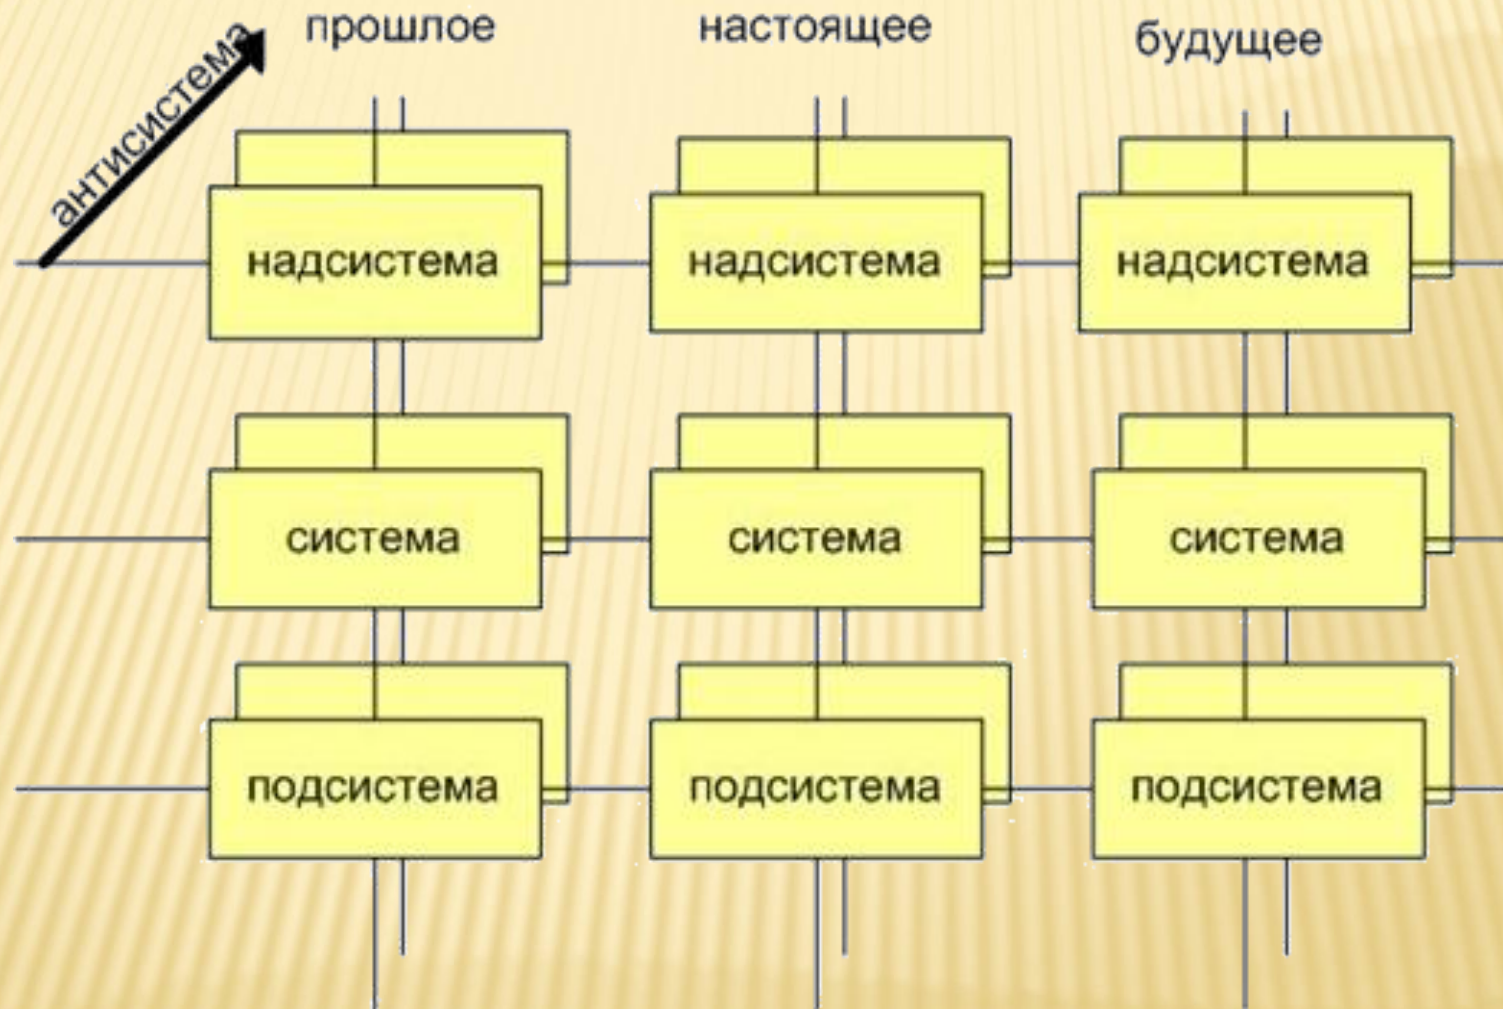 антисистема
прошлое настоящее будущее
надсистема надсистема надсистема
система система система
подсистема подсистема подсистема